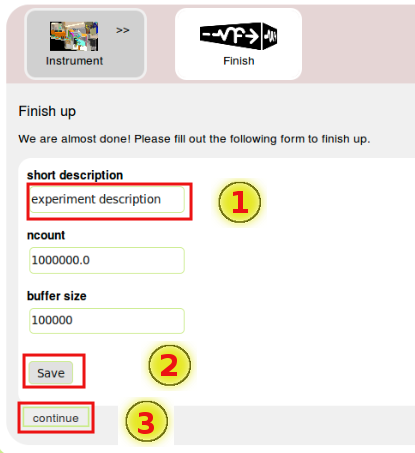 >>
Instrument
Finish
Finish up
We are almost done! Please fill out the following form to finish up.
short description
experiment description
1
ncount
1000000.0
buffer size
100000
Save
2
continue
3